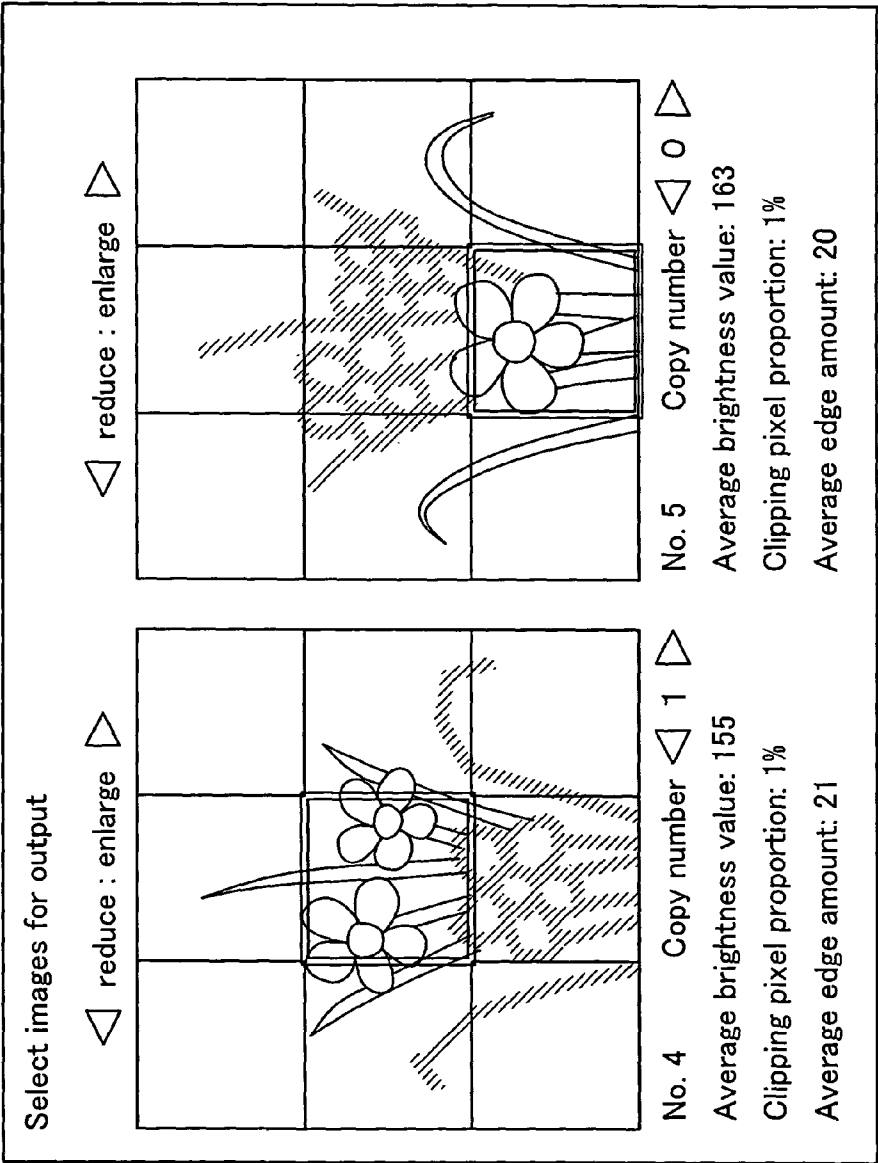 Select images for output
◁ reduce : enlarge ▷
No. 4 Copy number ◁ 1 ▷
Average brightness value: 155
Clipping pixel proportion: 1%
Average edge amount: 21
◁ reduce : enlarge ▷
No. 5 Copy number ◁ 0 ▷
Average brightness value: 163
Clipping pixel proportion: 1%
Average edge amount: 20